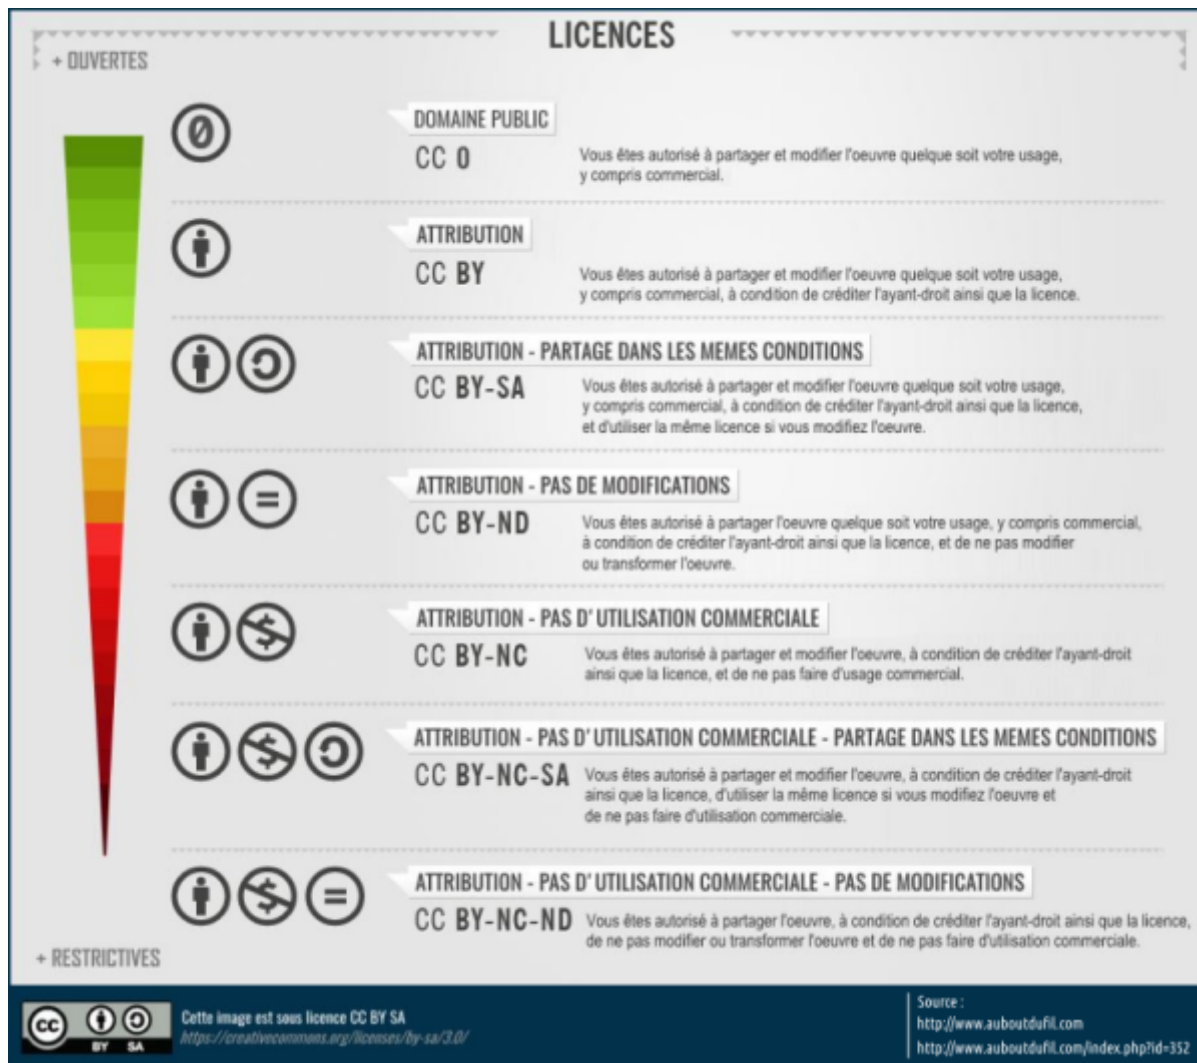 LICENCES
+ OUVERTES
DOMAINE PUBLIC
CC 0
Vous êtes autorisé à partager et modifier l'oeuvre quelque soit votre usage,
y compris commercial.
ATTRIBUTION
CC BY
Vous êtes autorisé à partager et modifier l'oeuvre quelque soit votre usage,
y compris commercial, à condition de créditer l'ayant-droit ainsi que la licence.
ATTRIBUTION - PARTAGE DANS LES MEMES CONDITIONS
CC BY-SA
Vous êtes autorisé à partager et modifier l'oeuvre quelque soit votre usage,
y compris commercial, à condition de créditer l'ayant-droit ainsi que la licence,
et d'utiliser la même licence si vous modifiez l'oeuvre.
ATTRIBUTION - PAS DE MODIFICATIONS
CC BY-ND
Vous êtes autorisé à partager l'oeuvre quelque soit votre usage, y compris commercial,
à condition de créditer l'ayant-droit ainsi que la licence, et de ne pas modifier
ou transformer l'oeuvre.
ATTRIBUTION - PAS D' UTILISATION COMMERCIALE
CC BY-NC
Vous êtes autorisé à partager et modifier l'oeuvre, à condition de créditer l'ayant-droit
ainsi que la licence, et de ne pas faire d'usage commercial.
ATTRIBUTION - PAS D' UTILISATION COMMERCIALE - PARTAGE DANS LES MEMES CONDITIONS
CC BY-NC-SA
Vous êtes autorisé à partager et modifier l'oeuvre, à condition de créditer l'ayant-droit
ainsi que la licence, d'utiliser la même licence si vous modifiez l'oeuvre et
de ne pas faire d'utilisation commerciale.
ATTRIBUTION - PAS D' UTILISATION COMMERCIALE - PAS DE MODIFICATIONS
CC BY-NC-ND
Vous êtes autorisé à partager l'oeuvre, à condition de créditer l'ayant-droit ainsi que la licence,
de ne pas modifier ou transformer l'oeuvre et de ne pas faire d'utilisation commerciale.
+ RESTRICTIVES
cc
BY SA
Cette image est sous licence CC BY SA
https://creativecommons.org/licenses/by-sa/3.0/
Source :
http://www.auboutdufil.com
http://www.auboutdufil.com/index.php?id=352